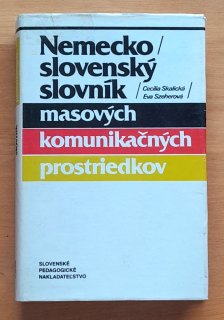 Nemecko/
slovenský
slovník
/Cecília Skalická/
Eva Szeherová
masových
komunikačných
prostriedkov
SLOVENSKÉ
PEDAGOGICKÉ
NAKLADATEĽSTVO